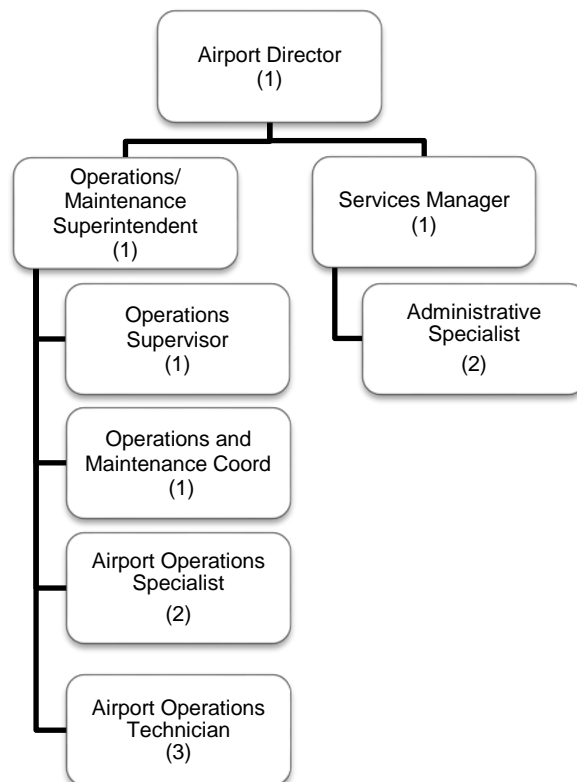 Airport Director
(1)
Operations/
Maintenance
Superintendent
(1)
Services Manager
(1)
Operations
Supervisor
(1)
Administrative
Specialist
(2)
Operations and
Maintenance Coord
(1)
Airport Operations
Specialist
(2)
Airport Operations
Technician
(3)